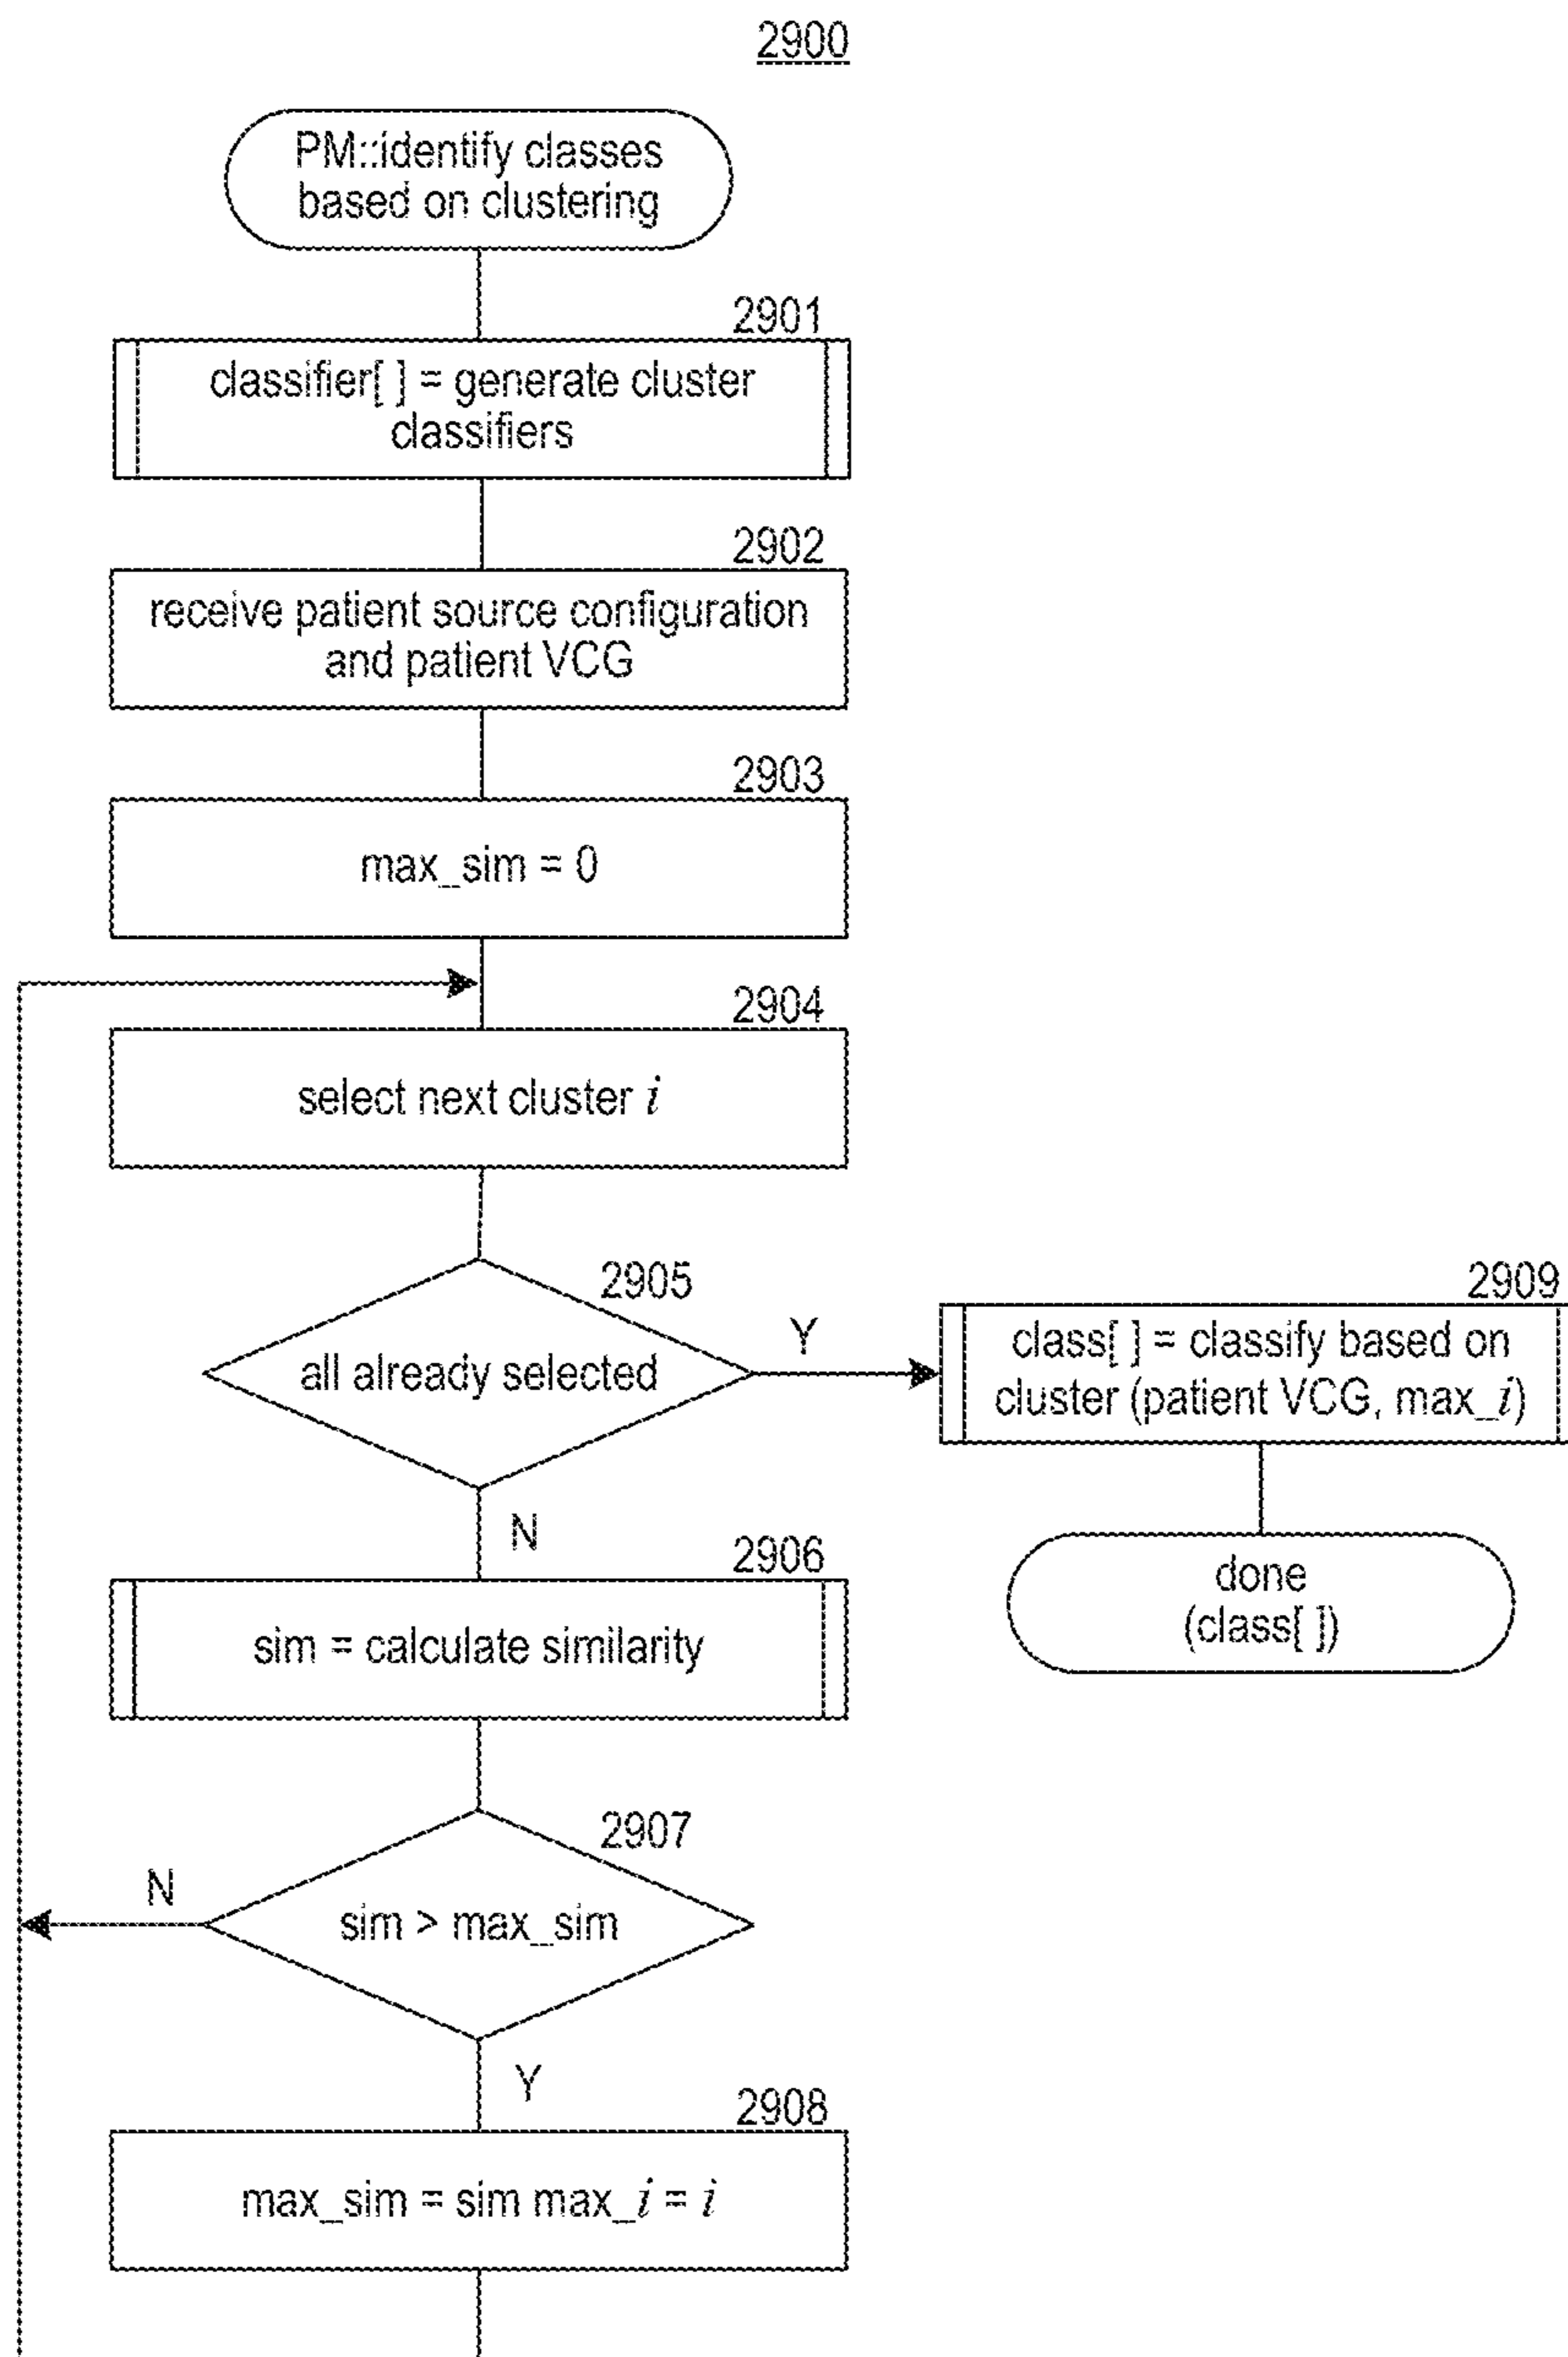 2900
PM::identify classes
based on clustering
2901
classifier[ ] = generate cluster
classifiers
2902
receive patient source configuration
and patient VCG
2903
max_sim = 0
2904
select next cluster i
2905
all already selected
Y
N
2909
class[ ] = classify based on
cluster (patient VCG, max_i)
done
(class[ ])
2906
sim = calculate similarity
2907
sim > max_sim
N
Y
2908
max_sim = sim max_i = i